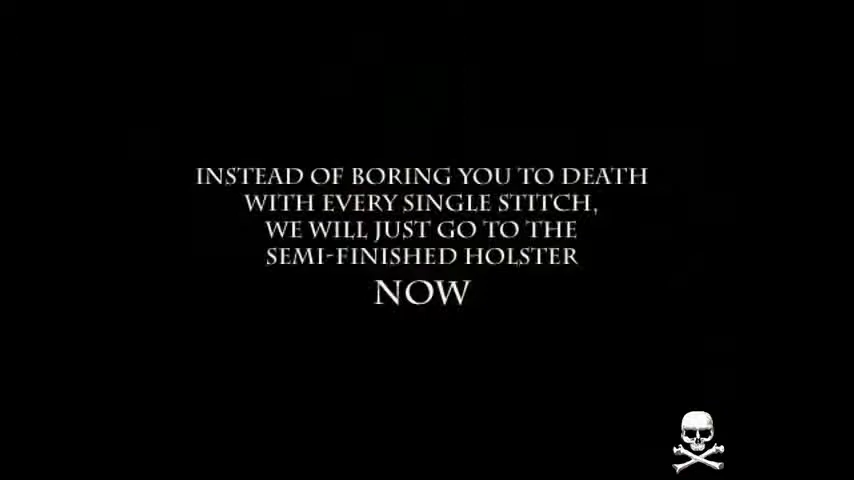 INSTEAD OF BORING YOU TO DEATH
WITH EVERY SINGLE STITCH,
WE WILL JUST GO TO THE
SEMI-FINISHED HOLSTER
NOW